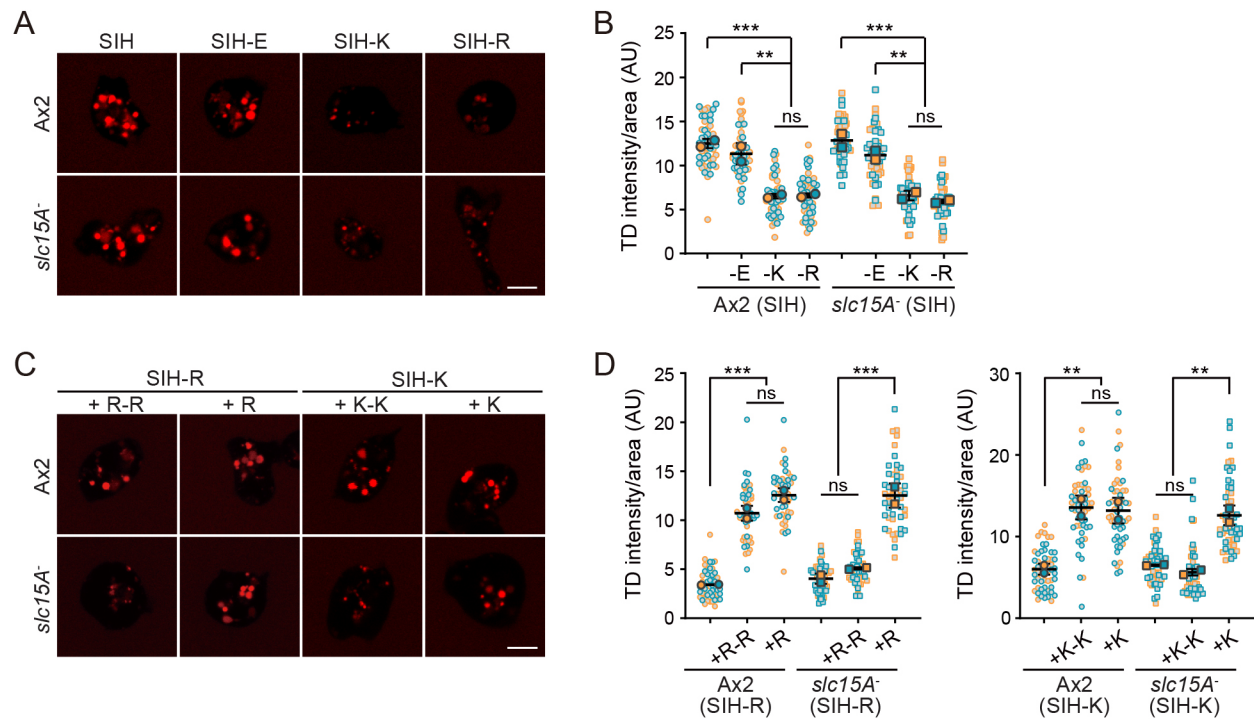 A
SIH SIH-E SIH-K SIH-R
Ax2
slc15A-
B
TD intensity/area (AU)
25
20
15
10
5
0
*** ***
** **
ns ns
-E -K -R -E -K -R
Ax2 (SIH) slc15A- (SIH)
C
SIH-R SIH-K
+ R-R + R + K-K + K
Ax2
slc15A-
D
TD intensity/area (AU)
25
20
15
10
5
0
*** ***
ns ns
+R-R +R +R-R +R
Ax2 slc15A-
(SIH-R) (SIH-R)
TD intensity/area (AU)
30
20
10
0
** **
ns ns
+K-K +K +K-K +K
Ax2 slc15A-
(SIH-K) (SIH-K)